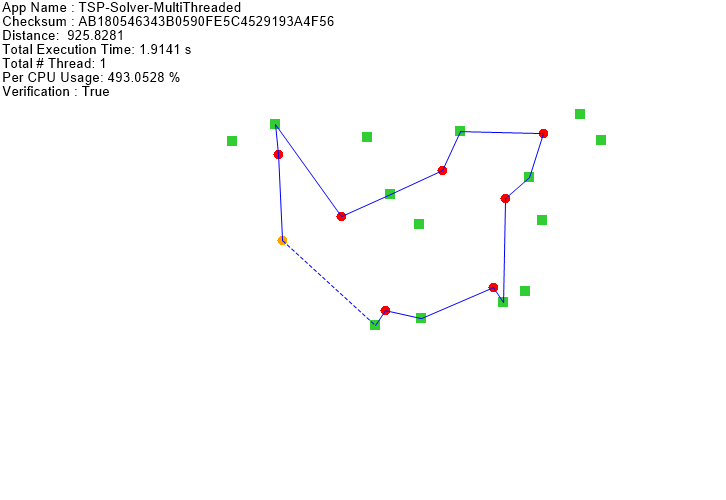 App Name : TSP-Solver-MultiThreaded
Checksum : AB180546343B0590FE5C4529193A4F56
Distance:  925.8281
Total Execution Time: 1.9141 s
Total # Thread: 1
Per CPU Usage: 493.0528 %
Verification : True